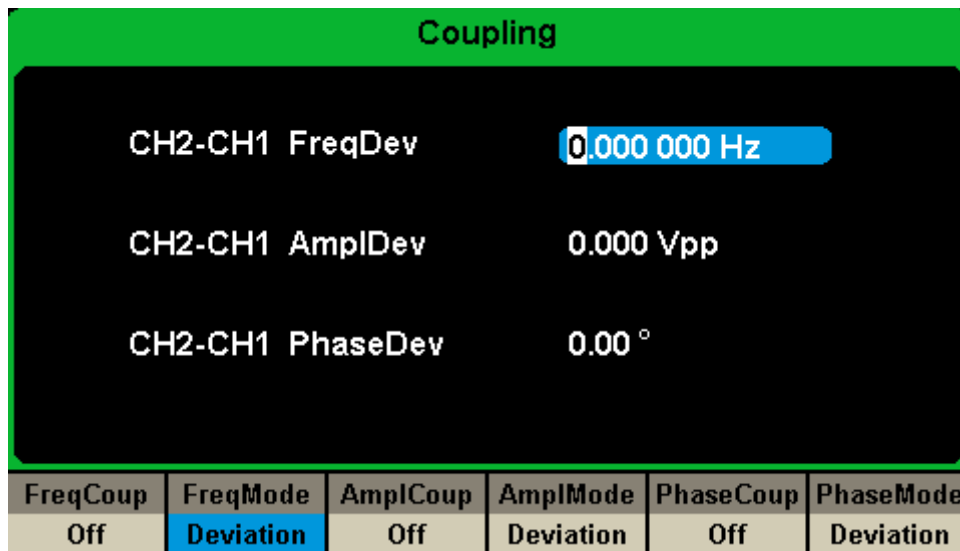 Coupling
CH2-CH1 FreqDev 0.000 000 Hz
CH2-CH1 AmplDev 0.000 Vpp
CH2-CH1 PhaseDev 0.00 °
FreqCoup FreqMode AmplCoup AmplMode PhaseCoup PhaseMode
Off Deviation Off Deviation Off Deviation